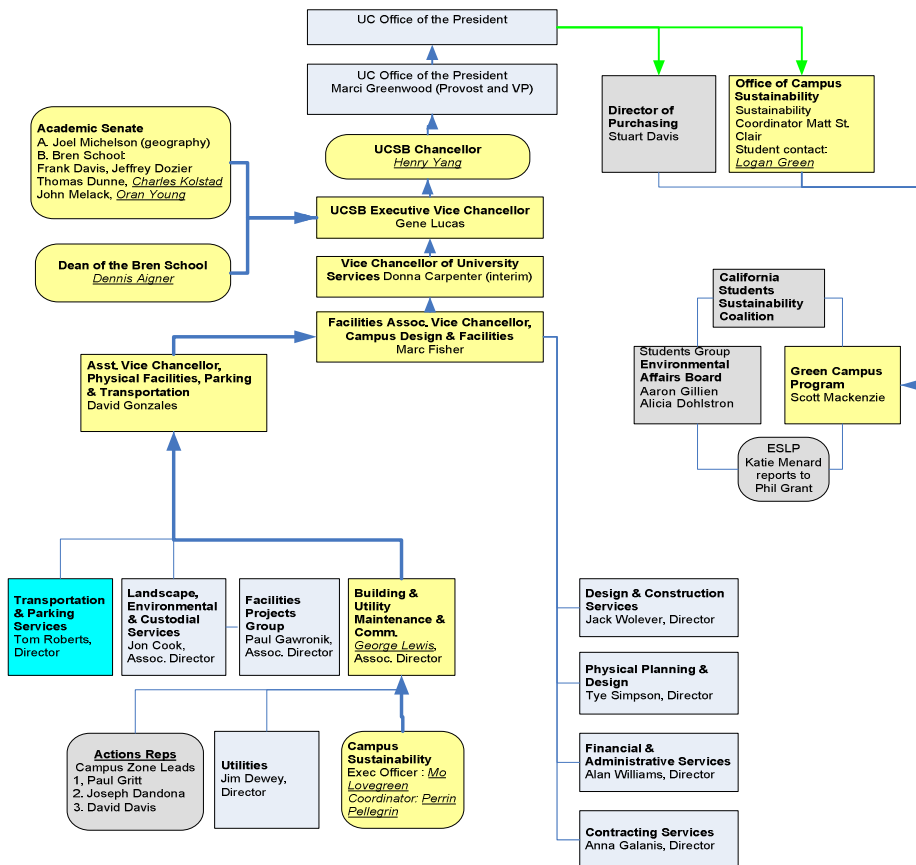 UC Office of the President
UC Office of the President
Marci Greenwood (Provost and VP)
UCSB Chancellor
Henry Yang
Academic Senate
A. Joel Michelson (geography)
B. Bren School:
Frank Davis, Jeffrey Dozier
Thomas Dunne, Charles Kolstad
John Melack, Oran Young
UCSB Executive Vice Chancellor
Gene Lucas
Dean of the Bren School
Dennis Aigner
Vice Chancellor of University
Services Donna Carpenter (interim)
Facilities Assoc. Vice Chancellor,
Campus Design & Facilities
Marc Fisher
Asst. Vice Chancellor,
Physical Facilities, Parking
& Transportation
David Gonzales
Director of
Purchasing
Stuart Davis
Office of Campus
Sustainability
Sustainability
Coordinator Matt St.
Clair
Student contact:
Logan Green
California
Students
Sustainability
Coalition
Students Group
Environmental
Affairs Board
Aaron Gillien
Alicia Dohlstron
Green Campus
Program
Scott Mackenzie
ESLP
Katie Menard
reports to
Phil Grant
Transportation
& Parking
Services
Tom Roberts,
Director
Landscape,
Environmental
& Custodial
Services
Jon Cook,
Assoc. Director
Facilities
Projects
Group
Paul Gawronik,
Assoc. Director
Building &
Utility
Maintenance &
Comm.
George Lewis,
Assoc. Director
Actions Reps
Campus Zone Leads
1, Paul Gritt
2. Joseph Dandona
3. David Davis
Utilities
Jim Dewey,
Director
Campus
Sustainability
Exec Officer : Mo
Lovegreen
Coordinator: Perrin
Pellegrin
Design & Construction
Services
Jack Wolever, Director
Physical Planning &
Design
Tye Simpson, Director
Financial &
Administrative Services
Alan Williams, Director
Contracting Services
Anna Galanis, Director